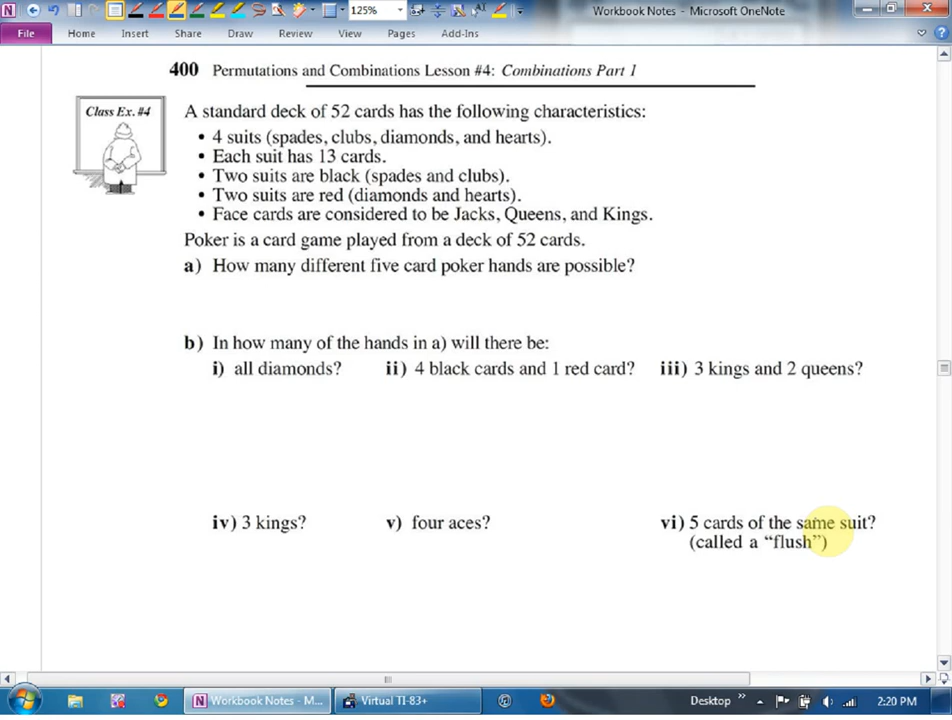 Workbook Notes - Microsoft OneNote
125%
File Home Insert Share Draw Review View Pages Add-Ins
400 Permutations and Combinations Lesson #4: Combinations Part 1
Class Ex. #4
A standard deck of 52 cards has the following characteristics:
• 4 suits (spades, clubs, diamonds, and hearts).
• Each suit has 13 cards.
• Two suits are black (spades and clubs).
• Two suits are red (diamonds and hearts).
• Face cards are considered to be Jacks, Queens, and Kings.
Poker is a card game played from a deck of 52 cards.
a) How many different five card poker hands are possible?
b) In how many of the hands in a) will there be:
i) all diamonds? ii) 4 black cards and 1 red card? iii) 3 kings and 2 queens?
iv) 3 kings? v) four aces? vi) 5 cards of the same suit?
(called a “flush”)
Workbook Notes - M... Virtual TI-83+ Desktop 2:20 PM